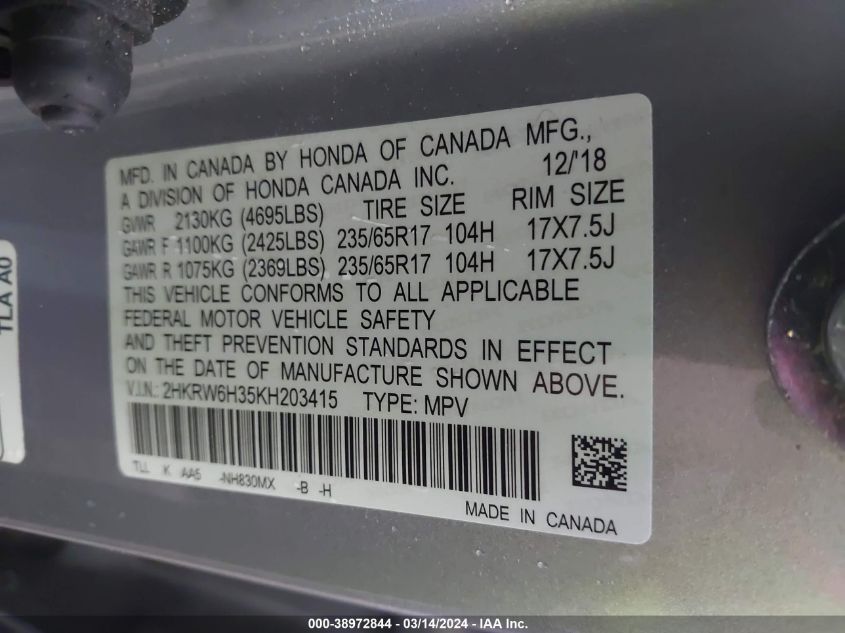 MFD. IN CANADA BY HONDA OF CANADA MFG.,
A DIVISION OF HONDA CANADA INC. 12/'18
GVWR 2130KG (4695LBS) TIRE SIZE RIM SIZE
GAWR F 1100KG (2425LBS) 235/65R17 104H 17X7.5J
GAWR R 1075KG (2369LBS) 235/65R17 104H 17X7.5J
THIS VEHICLE CONFORMS TO ALL APPLICABLE
FEDERAL MOTOR VEHICLE SAFETY
AND THEFT PREVENTION STANDARDS IN EFFECT
ON THE DATE OF MANUFACTURE SHOWN ABOVE.
V.I.N.: 2HKRW6H35KH203415 TYPE: MPV
TLL K AA5 -NH830MX -B -H
MADE IN CANADA
TLA A0
000-38972844 / 03/14/2024 / IAA Inc.